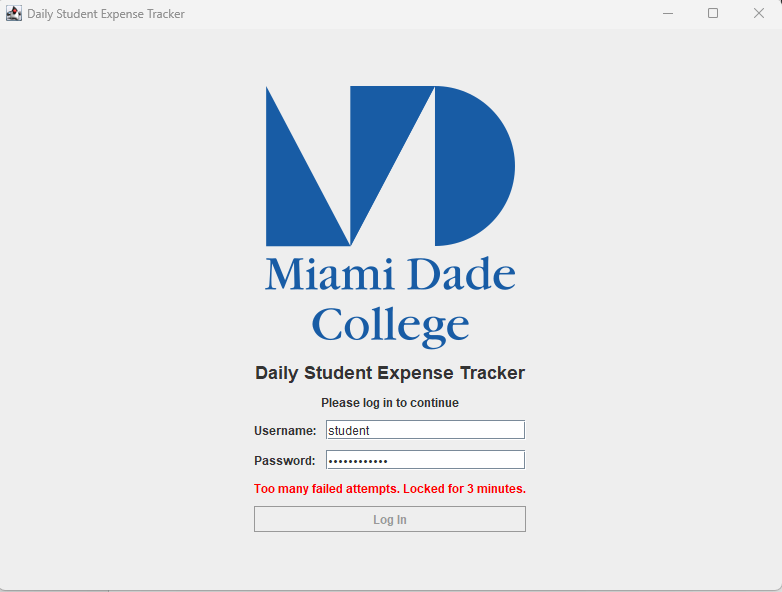 Daily Student Expense Tracker
Miami Dade
College
Daily Student Expense Tracker
Please log in to continue
Username: student
Password: ••••••••••••
Too many failed attempts. Locked for 3 minutes.
Log In